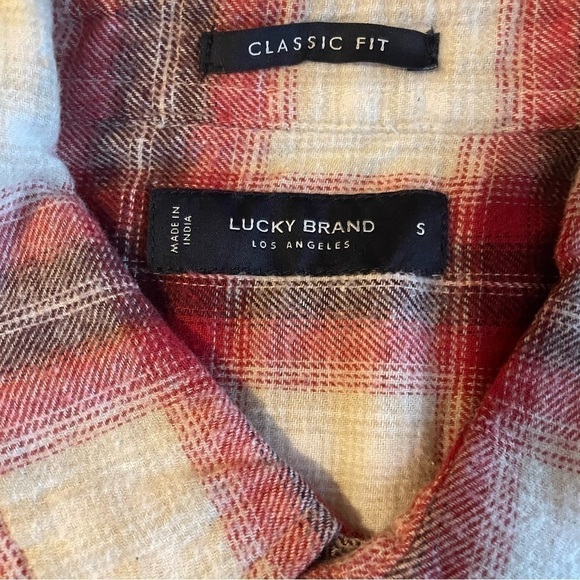 CLASSIC FIT
MADE IN
INDIA
LUCKY BRAND
LOS ANGELES
S